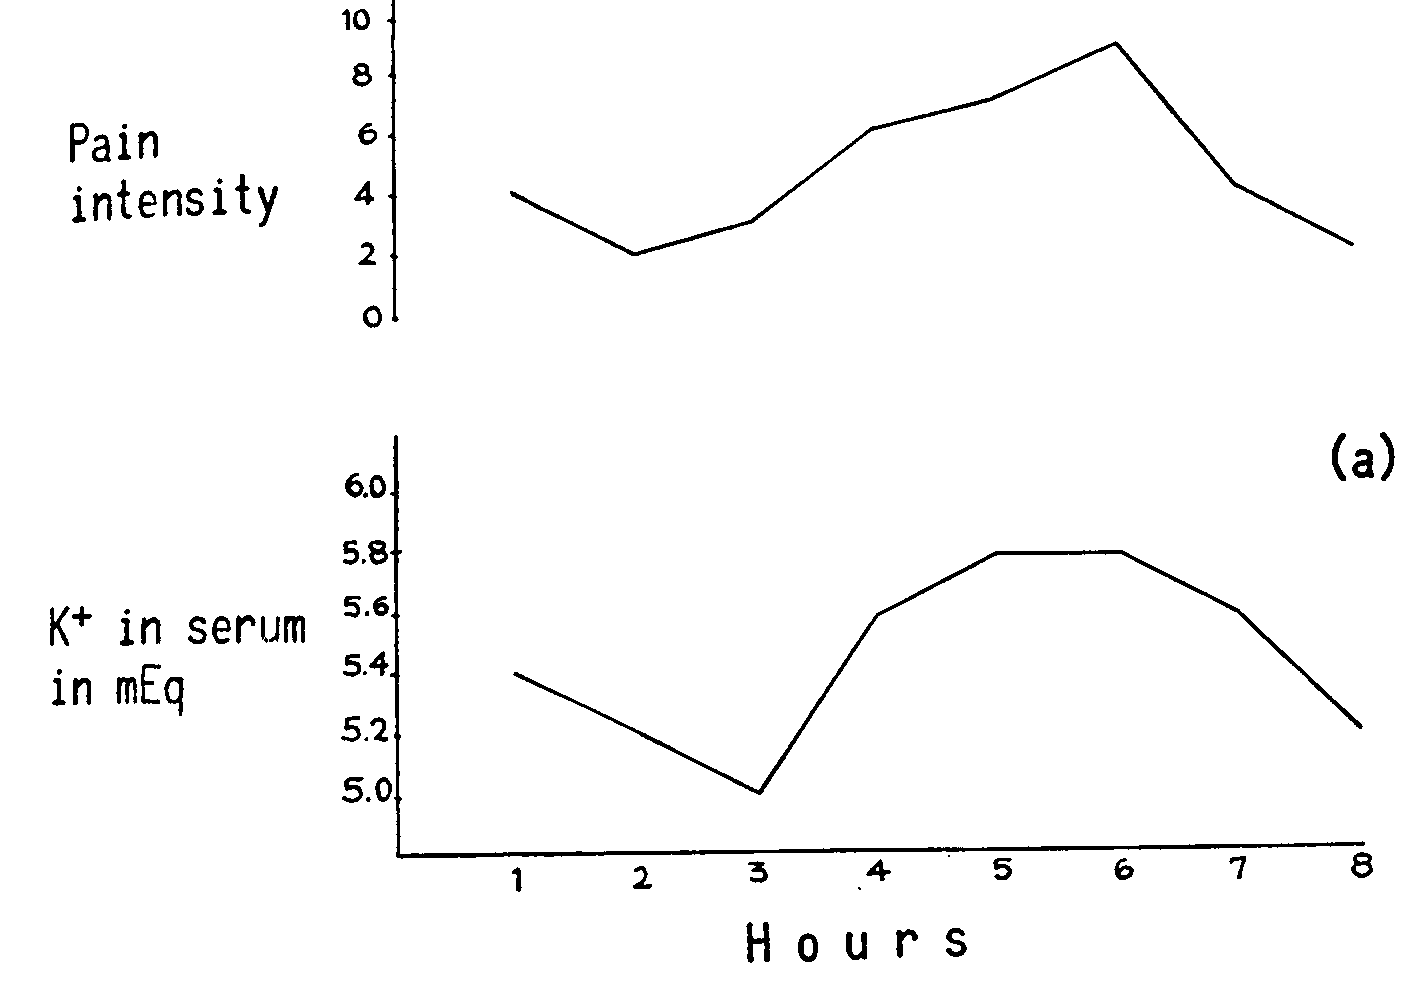 10
8
6
4
2
0
Pain
intensity
(a)
6.0
5.8
5.6
5.4
5.2
5.0
K+ in serum
in mEq
1 2 3 4 5 6 7 8
Hours